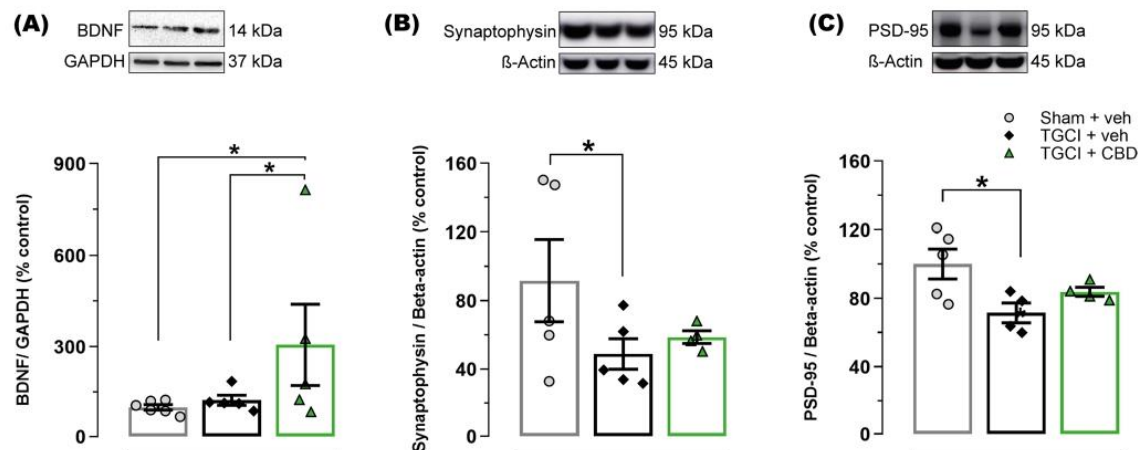 (A)
BDNF
14 kDa
GAPDH
37 kDa
*
*
900
600
300
0
BDNF/ GAPDH (% control)
(B)
Synaptophysin
95 kDa
ß-Actin
45 kDa
*
160
120
80
40
0
Synaptophysin / Beta-actin (% control)
(C)
PSD-95
95 kDa
ß-Actin
45 kDa
Sham + veh
TGCI + veh
TGCI + CBD
*
160
120
80
40
0
PSD-95 / Beta-actin (% control)